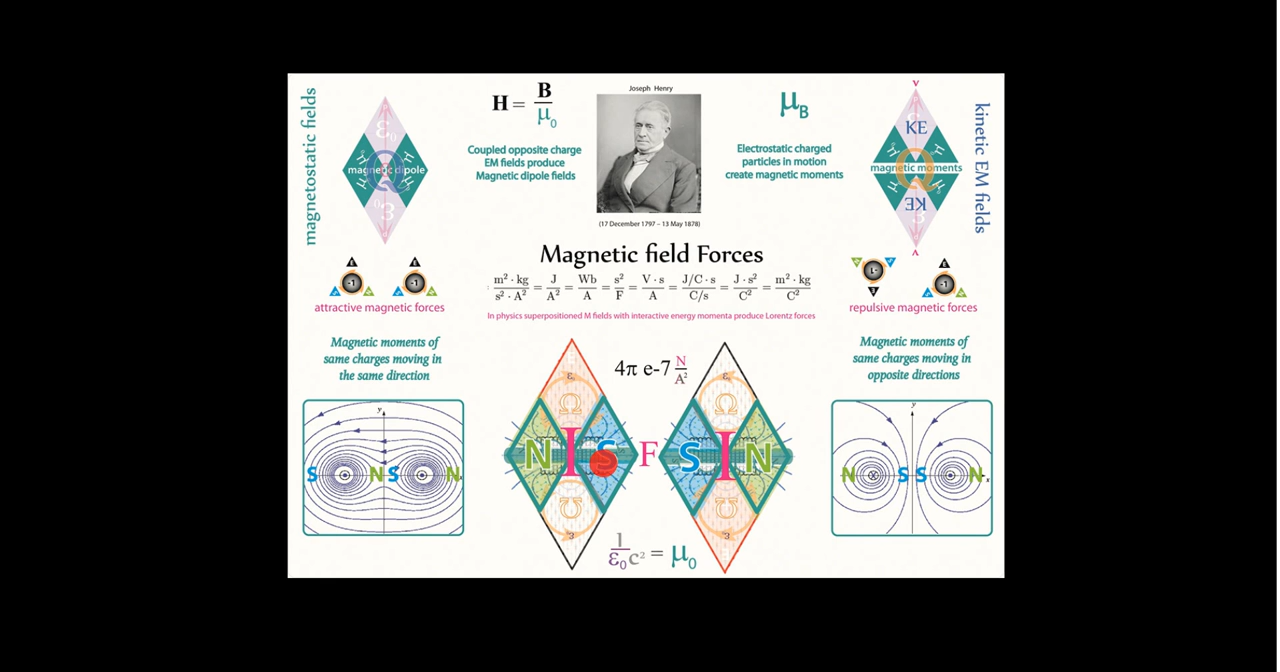 magnetostatic fields
ε0
Q
magnetic dipole
ε0
H = B/μ0
Coupled opposite charge
EM fields produce
Magnetic dipole fields
Joseph Henry
(17 December 1797 – 13 May 1878)
μB
Electrostatic charged
particles in motion
create magnetic moments
KE
Q
magnetic moments
KE
kinetic EM fields
Magnetic field Forces
: m² · kg / s² · A² = J / A² = Wb / A = s² / F = V · s / A = J/C · s / C/s = J · s² / C² = m² · kg / C²
In physics superpositioned M fields with interactive energy momenta produce Lorentz forces
E
-1
E
-1
attractive magnetic forces
E
-1
repulsive magnetic forces
Magnetic moments of
same charges moving in
the same direction
Magnetic moments of
same charges moving in
opposite directions
4π e-7 N/A²
y
S N S N
x
Ω Ω
N I S F S I N
y
N S S N
x
1/ε0c² = μ0